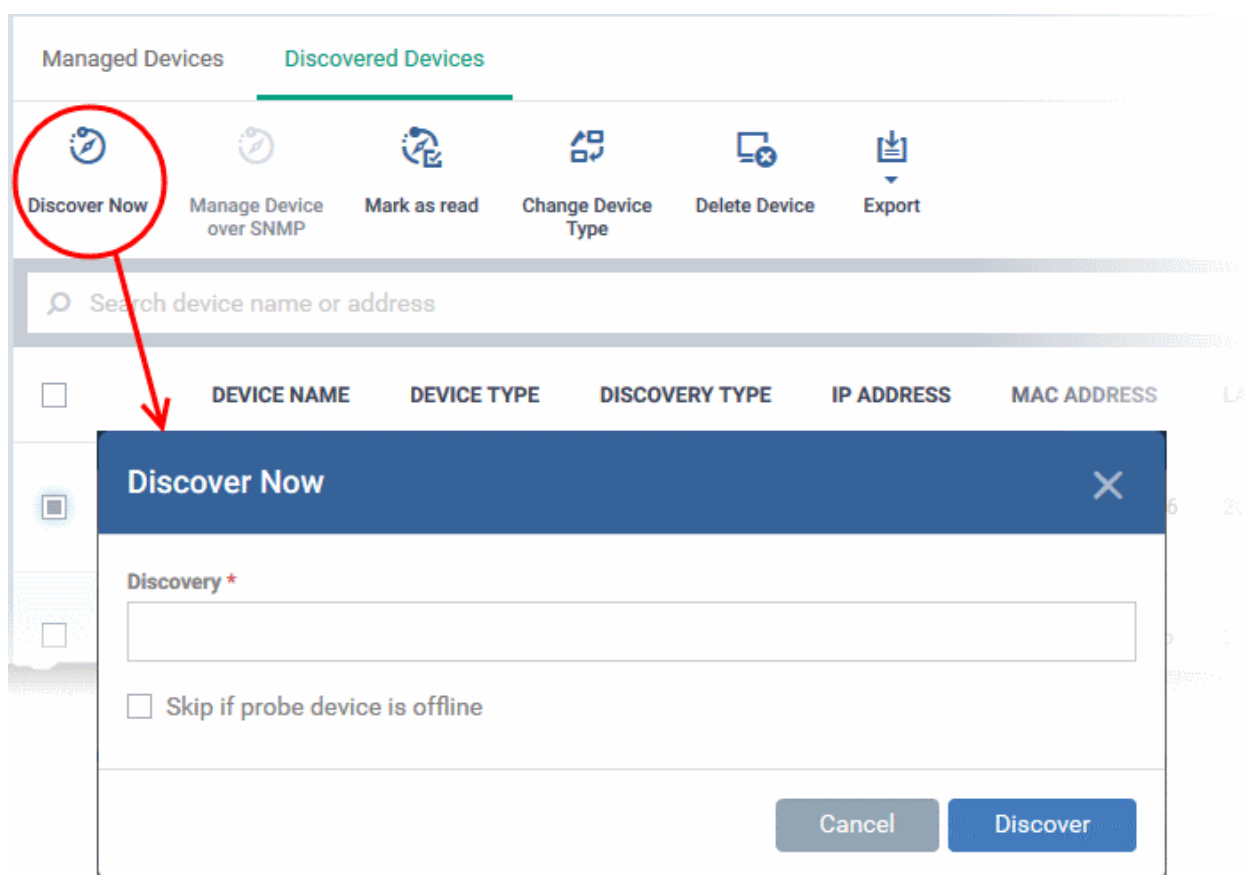 Managed Devices Discovered Devices
Discover Now Manage Device over SNMP Mark as read Change Device Type Delete Device Export
Search device name or address
DEVICE NAME DEVICE TYPE DISCOVERY TYPE IP ADDRESS MAC ADDRESS
Discover Now
6
Discovery *
Skip if probe device is offline
Cancel Discover